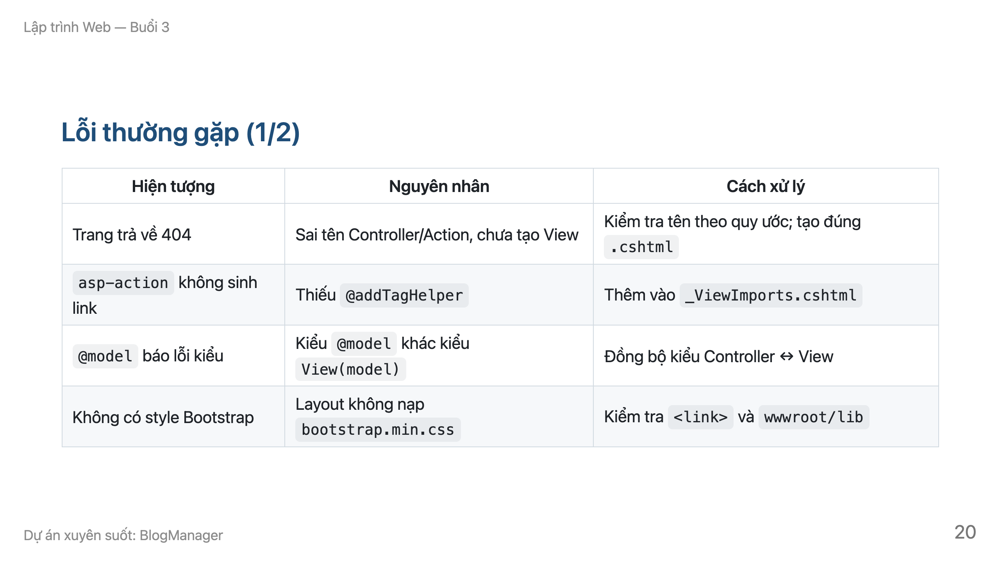 Lập trình Web — Buổi 3
Lỗi thường gặp (1/2)
Hiện tượng
Nguyên nhân
Cách xử lý
Trang trả về 404
Sai tên Controller/Action, chưa tạo View
Kiểm tra tên theo quy ước; tạo đúng
.cshtml
asp-action không sinh
link
Thiếu @addTagHelper
Thêm vào _ViewImports.cshtml
@model báo lỗi kiểu
Kiểu @model khác kiểu
View(model)
Đồng bộ kiểu Controller ↔ View
Không có style Bootstrap
Layout không nạp
bootstrap.min.css
Kiểm tra <link> và wwwroot/lib
Dự án xuyên suốt: BlogManager
20